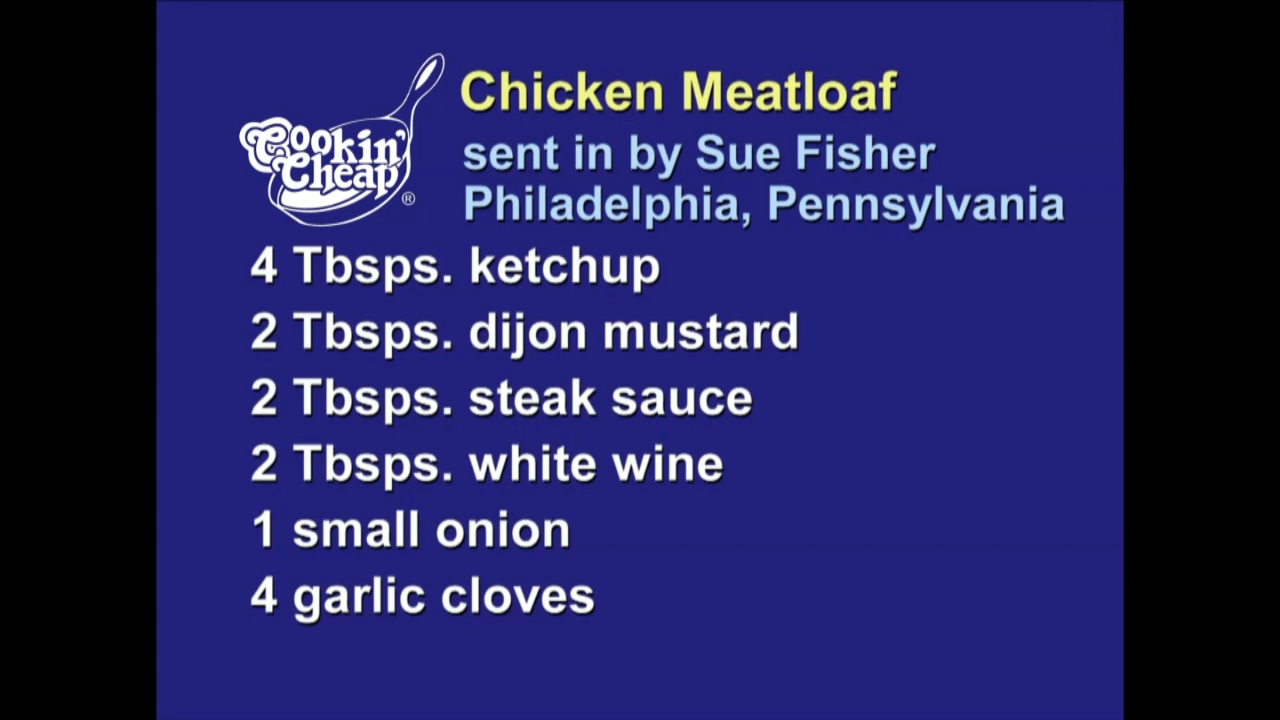 Cookin'
Cheap
®
Chicken Meatloaf
sent in by Sue Fisher
Philadelphia, Pennsylvania
4 Tbsps. ketchup
2 Tbsps. dijon mustard
2 Tbsps. steak sauce
2 Tbsps. white wine
1 small onion
4 garlic cloves